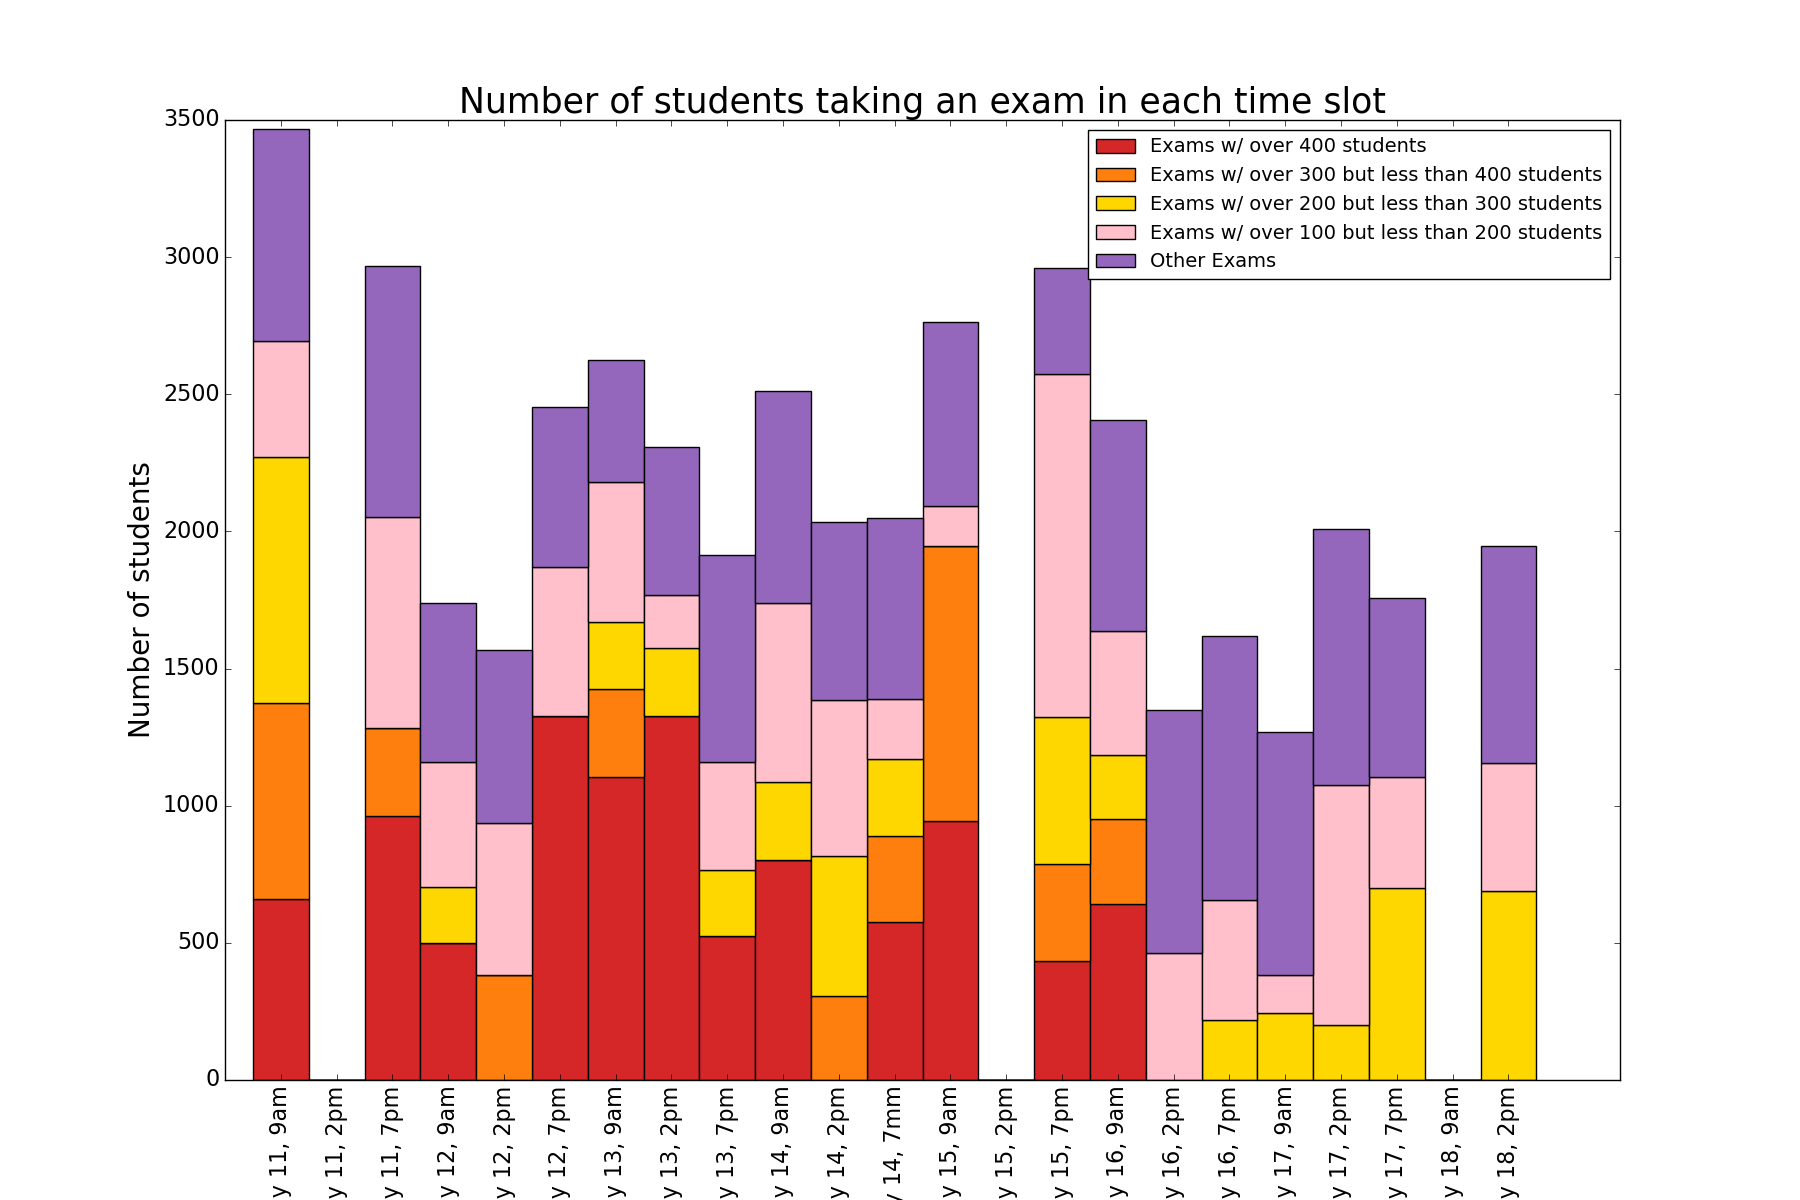 Number of students taking an exam in each time slot
Exams w/ over 400 students
Exams w/ over 300 but less than 400 students
Exams w/ over 200 but less than 300 students
Exams w/ over 100 but less than 200 students
Other Exams
Number of students
3500
3000
2500
2000
1500
1000
500
0
y 11, 9am
y 11, 2pm
y 11, 7pm
y 12, 9am
y 12, 2pm
y 12, 7pm
y 13, 9am
y 13, 2pm
y 13, 7pm
y 14, 9am
y 14, 2pm
y 14, 7mm
y 15, 9am
y 15, 2pm
y 15, 7pm
y 16, 9am
y 16, 2pm
y 16, 7pm
y 17, 9am
y 17, 2pm
y 17, 7pm
y 18, 9am
y 18, 2pm